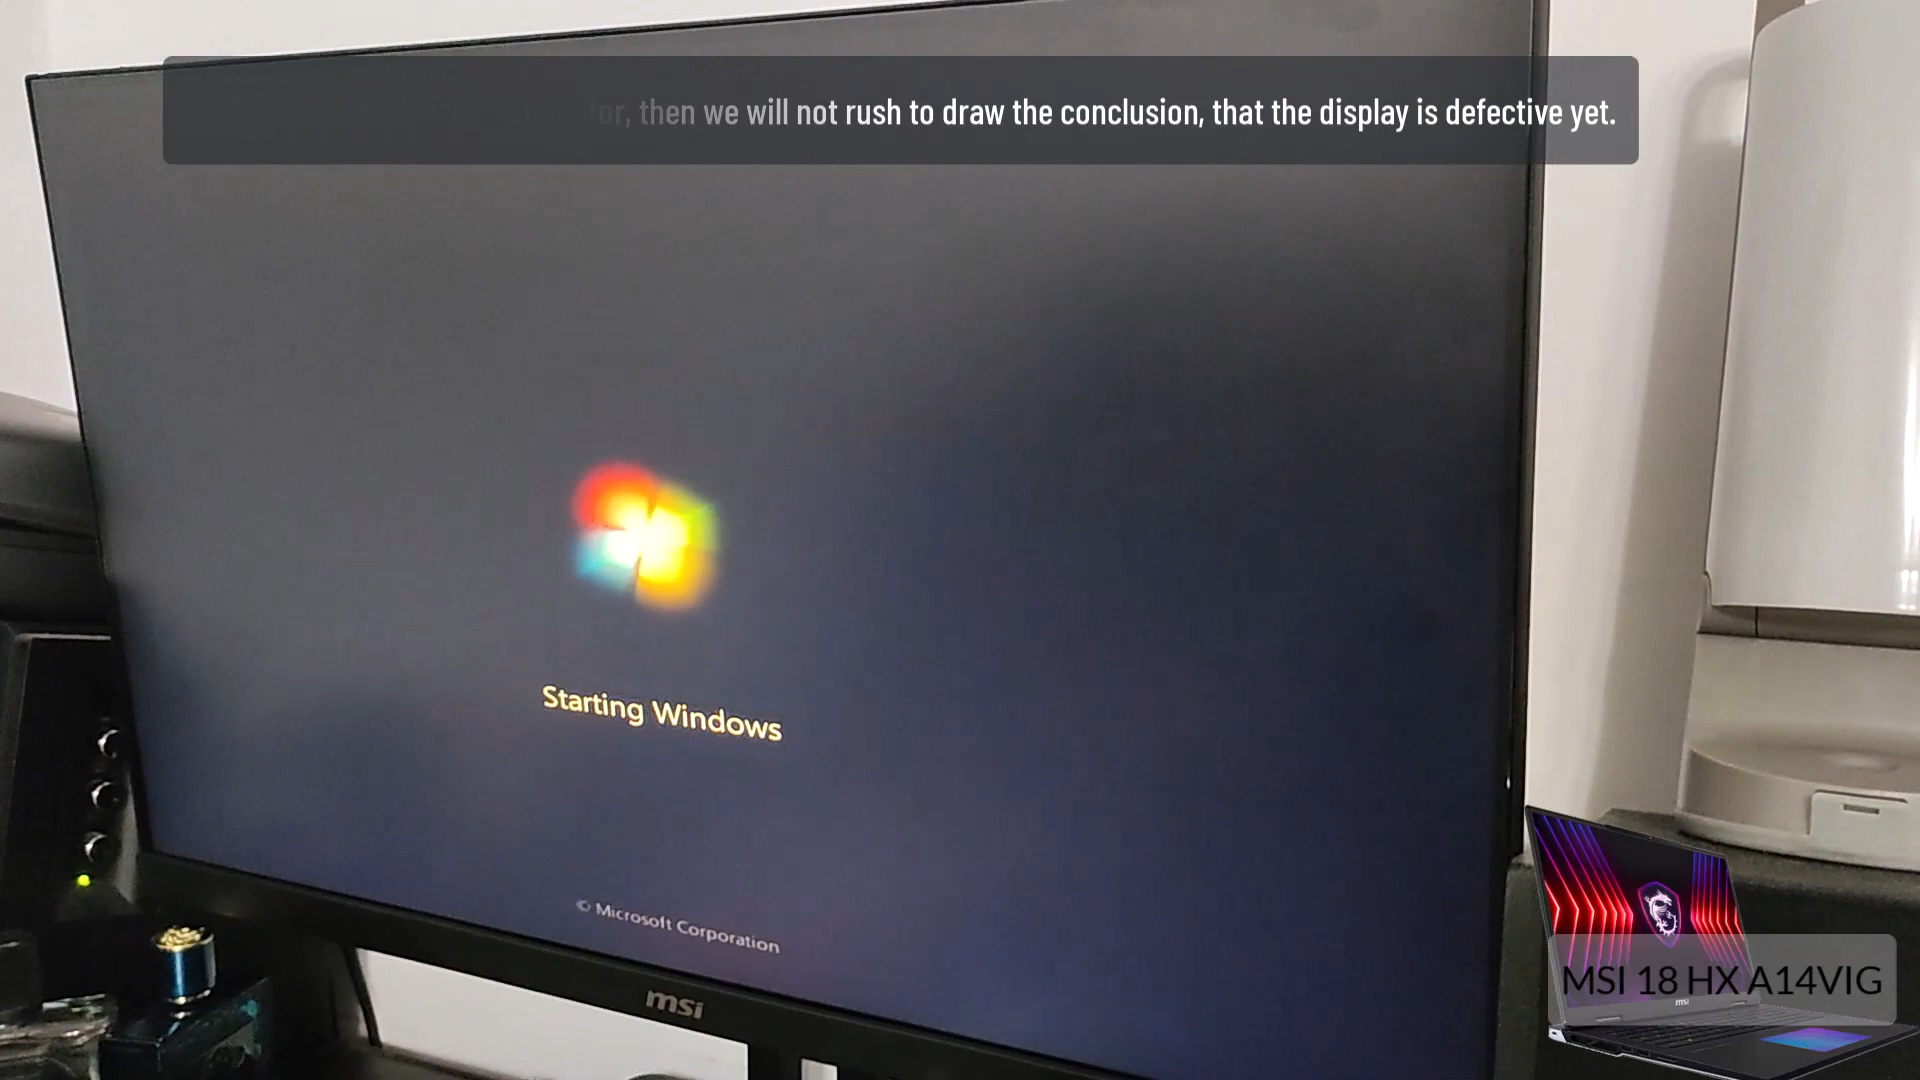 then we will not rush to draw the conclusion, that the display is defective yet.
Starting Windows
© Microsoft Corporation
msi
MSI 18 HX A14VIG
msi